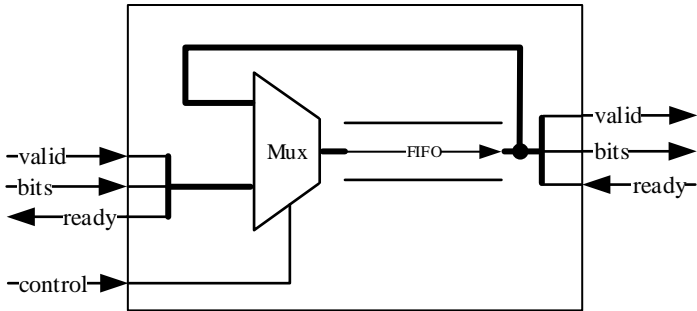 valid
bits
ready
control
Mux
FIFO
valid
bits
ready